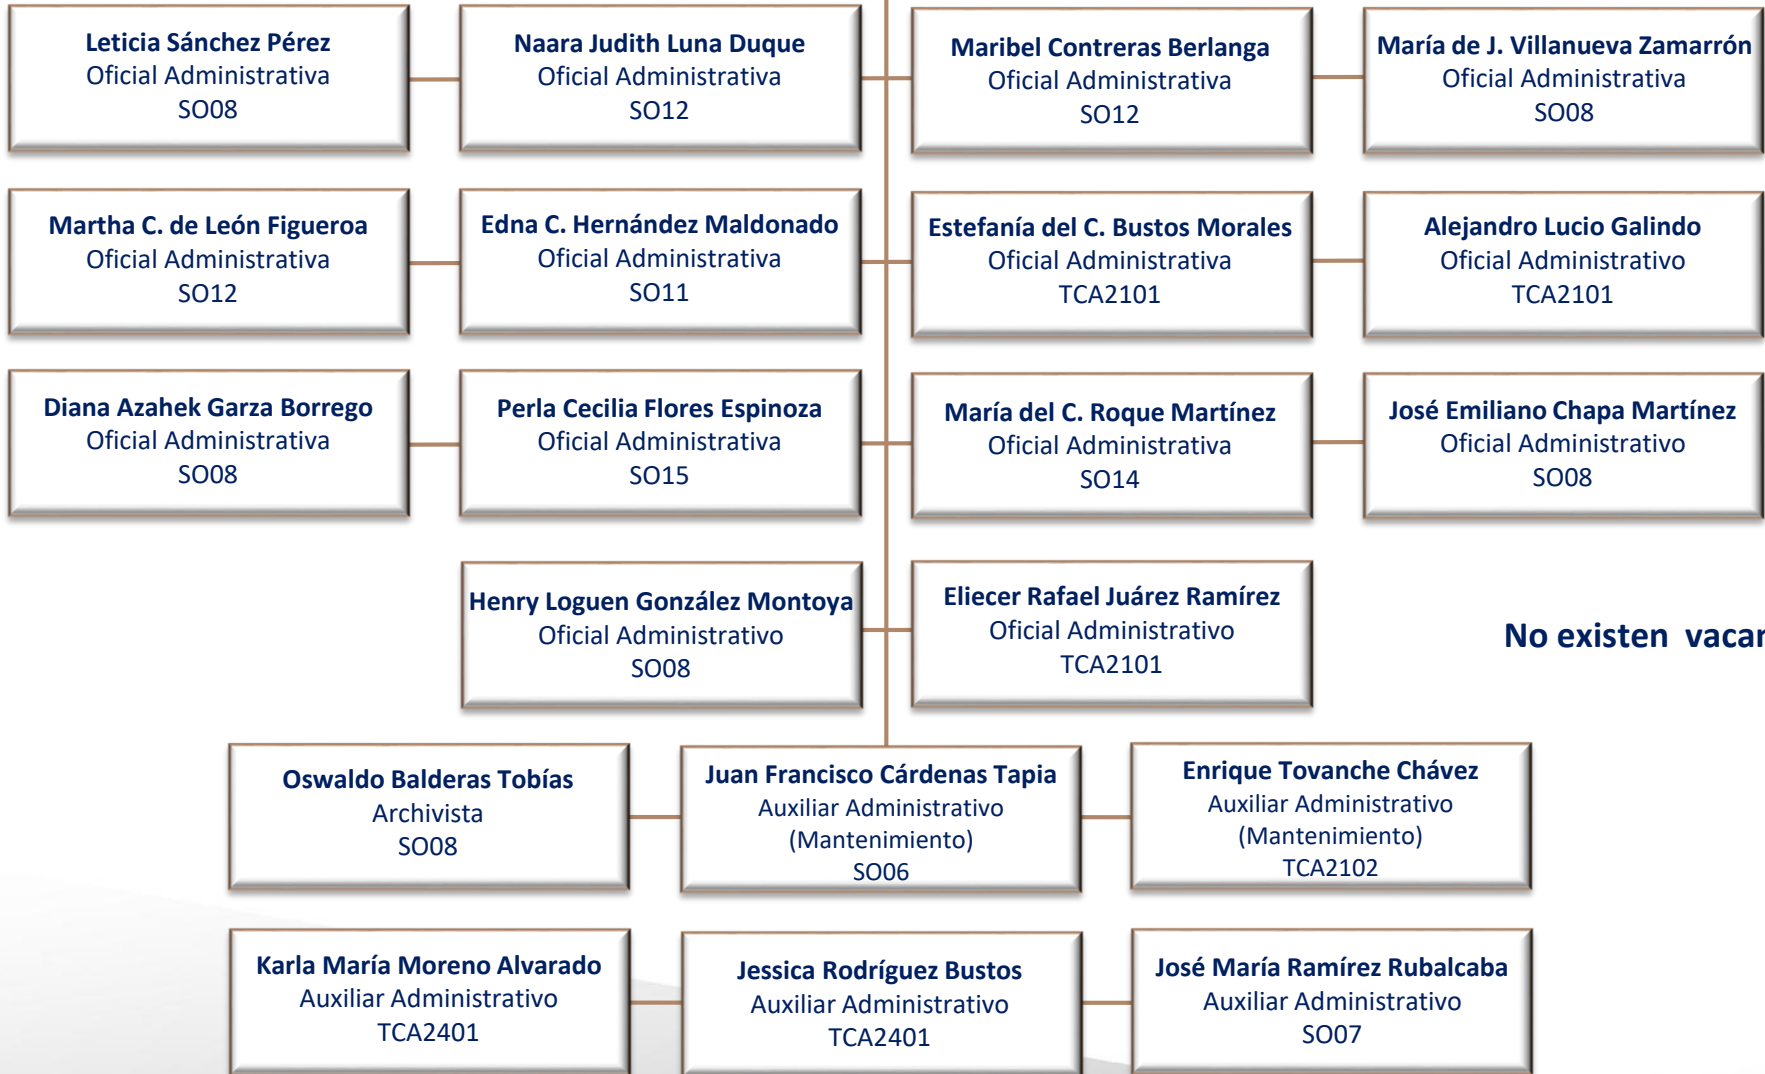 Leticia Sánchez Pérez
Oficial Administrativa
SO08
Naara Judith Luna Duque
Oficial Administrativa
SO12
Maribel Contreras Berlanga
Oficial Administrativa
SO12
María de J. Villanueva Zamarrón
Oficial Administrativa
SO08
Martha C. de León Figueroa
Oficial Administrativa
SO12
Edna C. Hernández Maldonado
Oficial Administrativa
SO11
Estefanía del C. Bustos Morales
Oficial Administrativa
TCA2101
Alejandro Lucio Galindo
Oficial Administrativo
TCA2101
Diana Azahek Garza Borrego
Oficial Administrativa
SO08
Perla Cecilia Flores Espinoza
Oficial Administrativa
SO15
María del C. Roque Martínez
Oficial Administrativa
SO14
José Emiliano Chapa Martínez
Oficial Administrativo
SO08
Henry Loguen González Montoya
Oficial Administrativo
SO08
Eliecer Rafael Juárez Ramírez
Oficial Administrativo
TCA2101
No existen
Oswaldo Balderas Tobías
Archivista
SO08
Juan Francisco Cárdenas Tapia
Auxiliar Administrativo
(Mantenimiento)
SO06
Enrique Tovanche Chávez
Auxiliar Administrativo
(Mantenimiento)
TCA2102
Karla María Moreno Alvarado
Auxiliar Administrativo
TCA2401
Jessica Rodríguez Bustos
Auxiliar Administrativo
TCA2401
José María Ramírez Rubalcaba
Auxiliar Administrativo
SO07